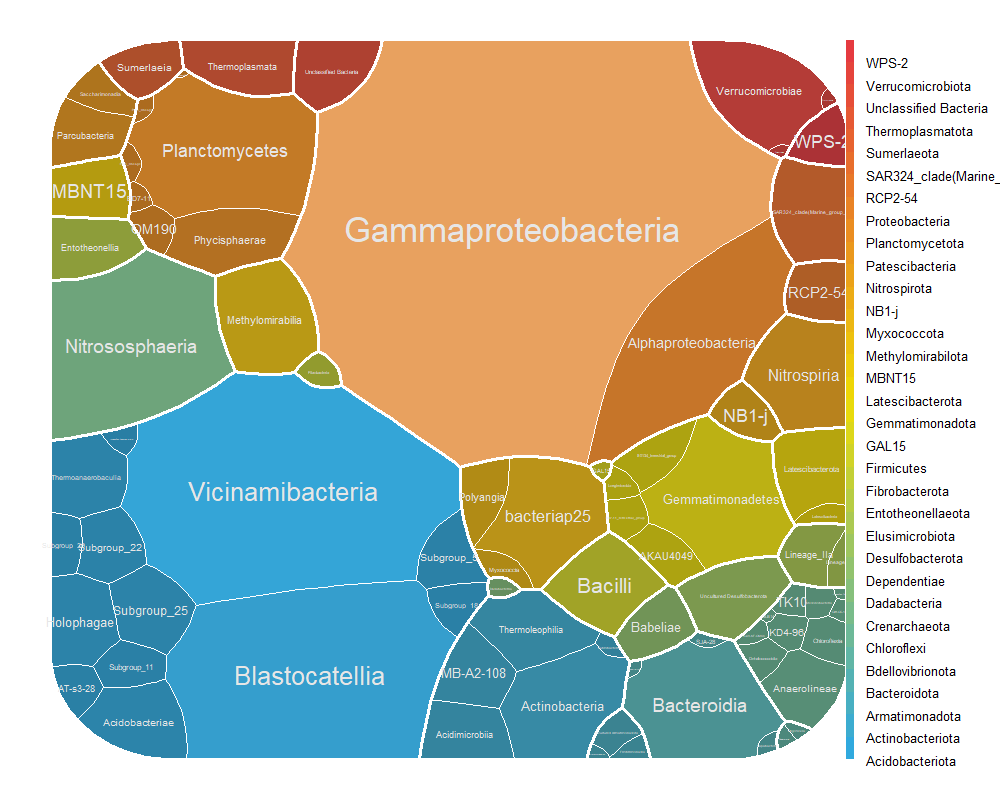 Sumerlaeia
Thermoplasmata
Unclassified Bacteria
Verrucomicrobiae
Saccharimonadia
Parcubacteria
Planctomycetes
WPS-2
MBNT15
OM190
Phycisphaerae
Entotheonellia
Gammaproteobacteria
SAR324_clade(Marine_group_
RCP2-54
Methylomirabilia
Nitrososphaeria
Alphaproteobacteria
Nitrospiria
NB1-j
Thermoanaerobaculia
Vicinamibacteria
Polyangia
bacteriap25
GAL15
Gemmatimonadetes
Latescibacterota
Subgroup_22
Subgroup_5
Myxococcia
AKAU4049
Lineage_IIa
Bacilli
Holophagae
Subgroup_25
Subgroup_18
Uncultured Desulfobacterota
TK10
Thermoleophilia
Babeliae
KD4-96
Chloroflexia
Subgroup_11
AT-s3-28
Blastocatellia
MB-A2-108
SJA-28
Anaerolineae
Actinobacteria
Bacteroidia
Acidobacteriae
Acidimicrobiia
WPS-2
Verrucomicrobiota
Unclassified Bacteria
Thermoplasmatota
Sumerlaeota
SAR324_clade(Marine_
RCP2-54
Proteobacteria
Planctomycetota
Patescibacteria
Nitrospirota
NB1-j
Myxococcota
Methylomirabilota
MBNT15
Latescibacterota
Gemmatimonadota
GAL15
Firmicutes
Fibrobacterota
Entotheonellaeota
Elusimicrobiota
Desulfobacterota
Dependentiae
Dadabacteria
Crenarchaeota
Chloroflexi
Bdellovibrionota
Bacteroidota
Armatimonadota
Actinobacteriota
Acidobacteriota